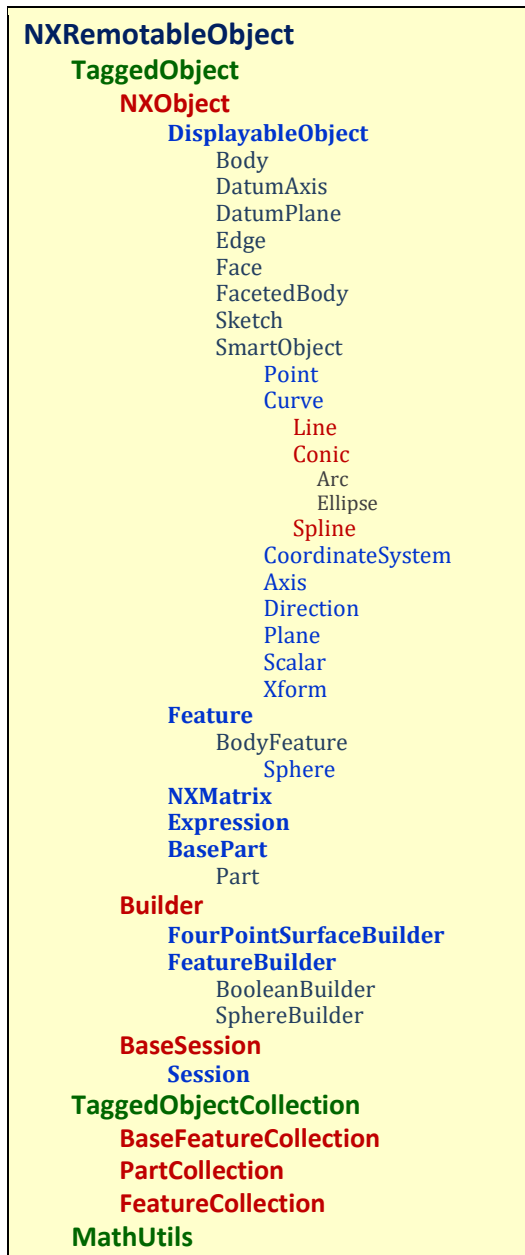 NXRemotableObject
TaggedObject
NXObject
DisplayableObject
Body
DatumAxis
DatumPlane
Edge
Face
FacetedBody
Sketch
SmartObject
Point
Curve
Line
Conic
Arc
Ellipse
Spline
CoordinateSystem
Axis
Direction
Plane
Scalar
Xform
Feature
BodyFeature
Sphere
NXMatrix
Expression
BasePart
Part
Builder
FourPointSurfaceBuilder
FeatureBuilder
BooleanBuilder
SphereBuilder
BaseSession
Session
TaggedObjectCollection
BaseFeatureCollection
PartCollection
FeatureCollection
MathUtils